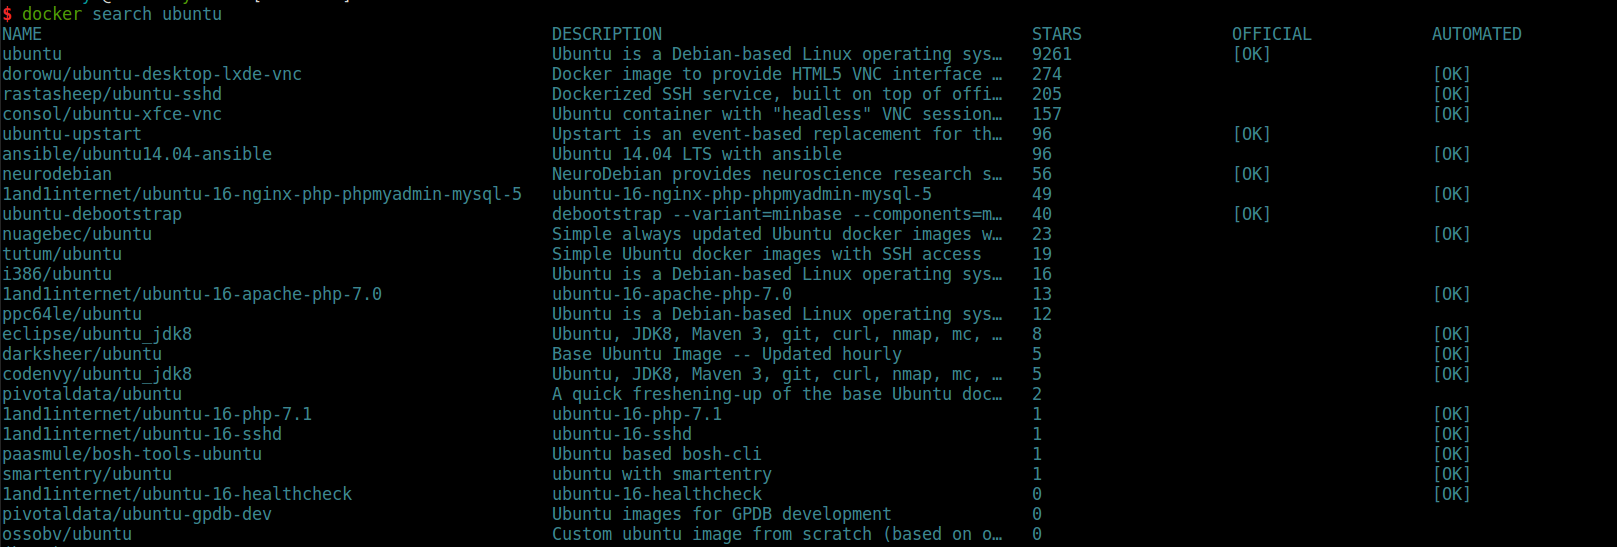 $ docker search ubuntu
NAME DESCRIPTION STARS OFFICIAL AUTOMATED
ubuntu Ubuntu is a Debian-based Linux operating sys… 9261 [OK]
dorowu/ubuntu-desktop-lxde-vnc Docker image to provide HTML5 VNC interface … 274 [OK]
rastasheep/ubuntu-sshd Dockerized SSH service, built on top of offi… 205 [OK]
consol/ubuntu-xfce-vnc Ubuntu container with "headless" VNC session… 157 [OK]
ubuntu-upstart Upstart is an event-based replacement for th… 96 [OK]
ansible/ubuntu14.04-ansible Ubuntu 14.04 LTS with ansible 96 [OK]
neurodebian NeuroDebian provides neuroscience research s… 56 [OK]
1and1internet/ubuntu-16-nginx-php-phpmyadmin-mysql-5 ubuntu-16-nginx-php-phpmyadmin-mysql-5 49 [OK]
ubuntu-debootstrap debootstrap --variant=minbase --components=m… 40 [OK]
nuagebec/ubuntu Simple always updated Ubuntu docker images w… 23 [OK]
tutum/ubuntu Simple Ubuntu docker images with SSH access 19
i386/ubuntu Ubuntu is a Debian-based Linux operating sys… 16
1and1internet/ubuntu-16-apache-php-7.0 ubuntu-16-apache-php-7.0 13 [OK]
ppc64le/ubuntu Ubuntu is a Debian-based Linux operating sys… 12
eclipse/ubuntu_jdk8 Ubuntu, JDK8, Maven 3, git, curl, nmap, mc, … 8 [OK]
darksheer/ubuntu Base Ubuntu Image -- Updated hourly 5 [OK]
codenvy/ubuntu_jdk8 Ubuntu, JDK8, Maven 3, git, curl, nmap, mc, … 5 [OK]
pivotaldata/ubuntu A quick freshening-up of the base Ubuntu doc… 2
1and1internet/ubuntu-16-php-7.1 ubuntu-16-php-7.1 1 [OK]
1and1internet/ubuntu-16-sshd ubuntu-16-sshd 1 [OK]
paasmule/bosh-tools-ubuntu Ubuntu based bosh-cli 1 [OK]
smartentry/ubuntu ubuntu with smartentry 1 [OK]
1and1internet/ubuntu-16-healthcheck ubuntu-16-healthcheck 0 [OK]
pivotaldata/ubuntu-gpdb-dev Ubuntu images for GPDB development 0
ossobv/ubuntu Custom ubuntu image from scratch (based on o… 0